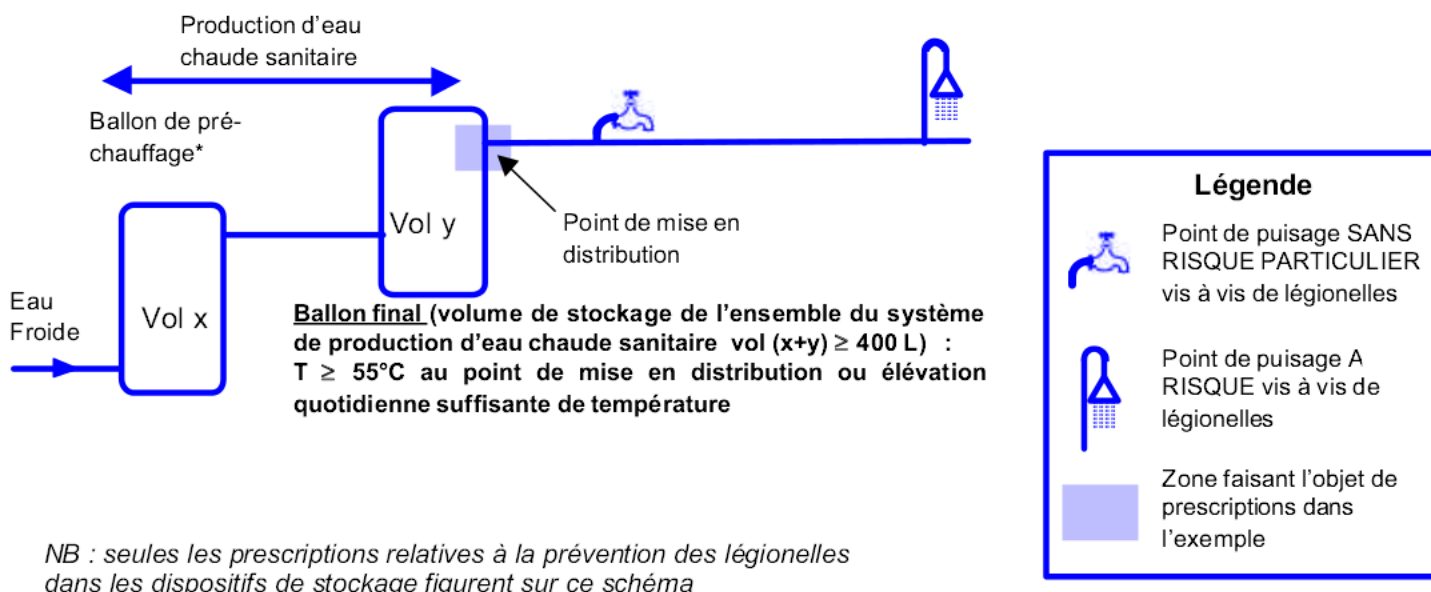 Production d'eau
chaude sanitaire
Ballon de pré-
chauffage*
Vol y
Point de mise en
distribution
Eau
Froide
Vol x
Ballon final (volume de stockage de l'ensemble du système
de production d'eau chaude sanitaire vol (x+y) ≥ 400 L) :
T ≥ 55°C au point de mise en distribution ou élévation
quotidienne suffisante de température
Légende
Point de puisage SANS
RISQUE PARTICULIER
vis à vis de légionelles
Point de puisage A
RISQUE vis à vis de
légionelles
Zone faisant l'objet de
prescriptions dans
l'exemple
NB : seules les prescriptions relatives à la prévention des légionelles
dans les dispositifs de stockage figurent sur ce schéma